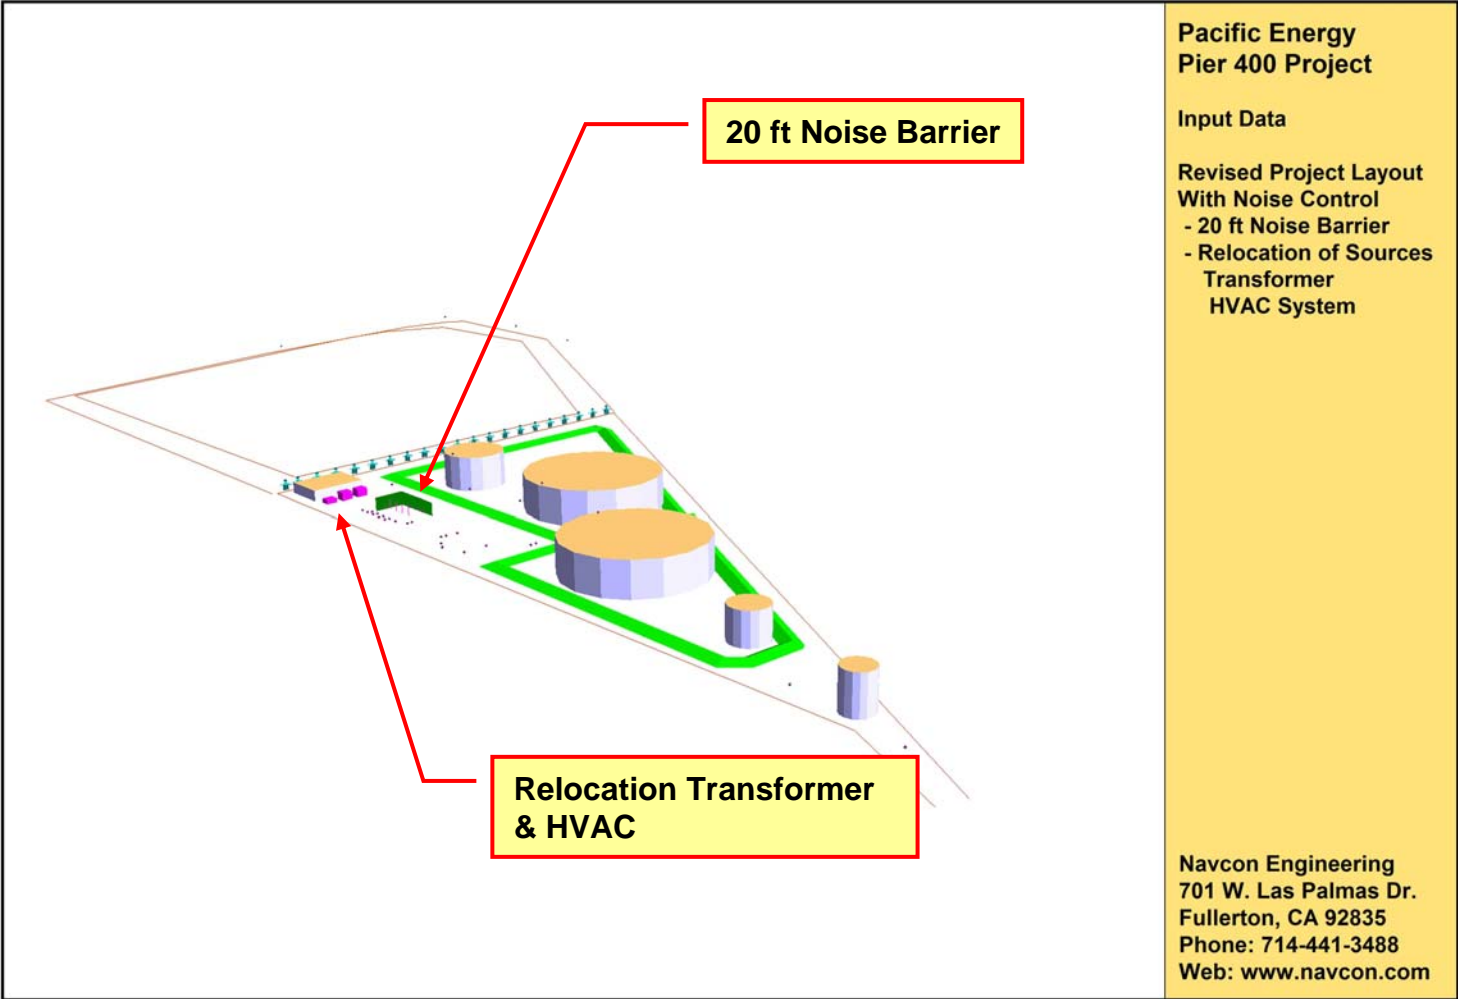 20 ft Noise Barrier
Relocation Transformer
& HVAC
Pacific Energy
Pier 400 Project
Input Data
Revised Project Layout
With Noise Control
- 20 ft Noise Barrier
- Relocation of Sources
Transformer
HVAC System
Navcon Engineering
701 W. Las Palmas Dr.
Fullerton, CA 92835
Phone: 714-441-3488
Web: www.navcon.com